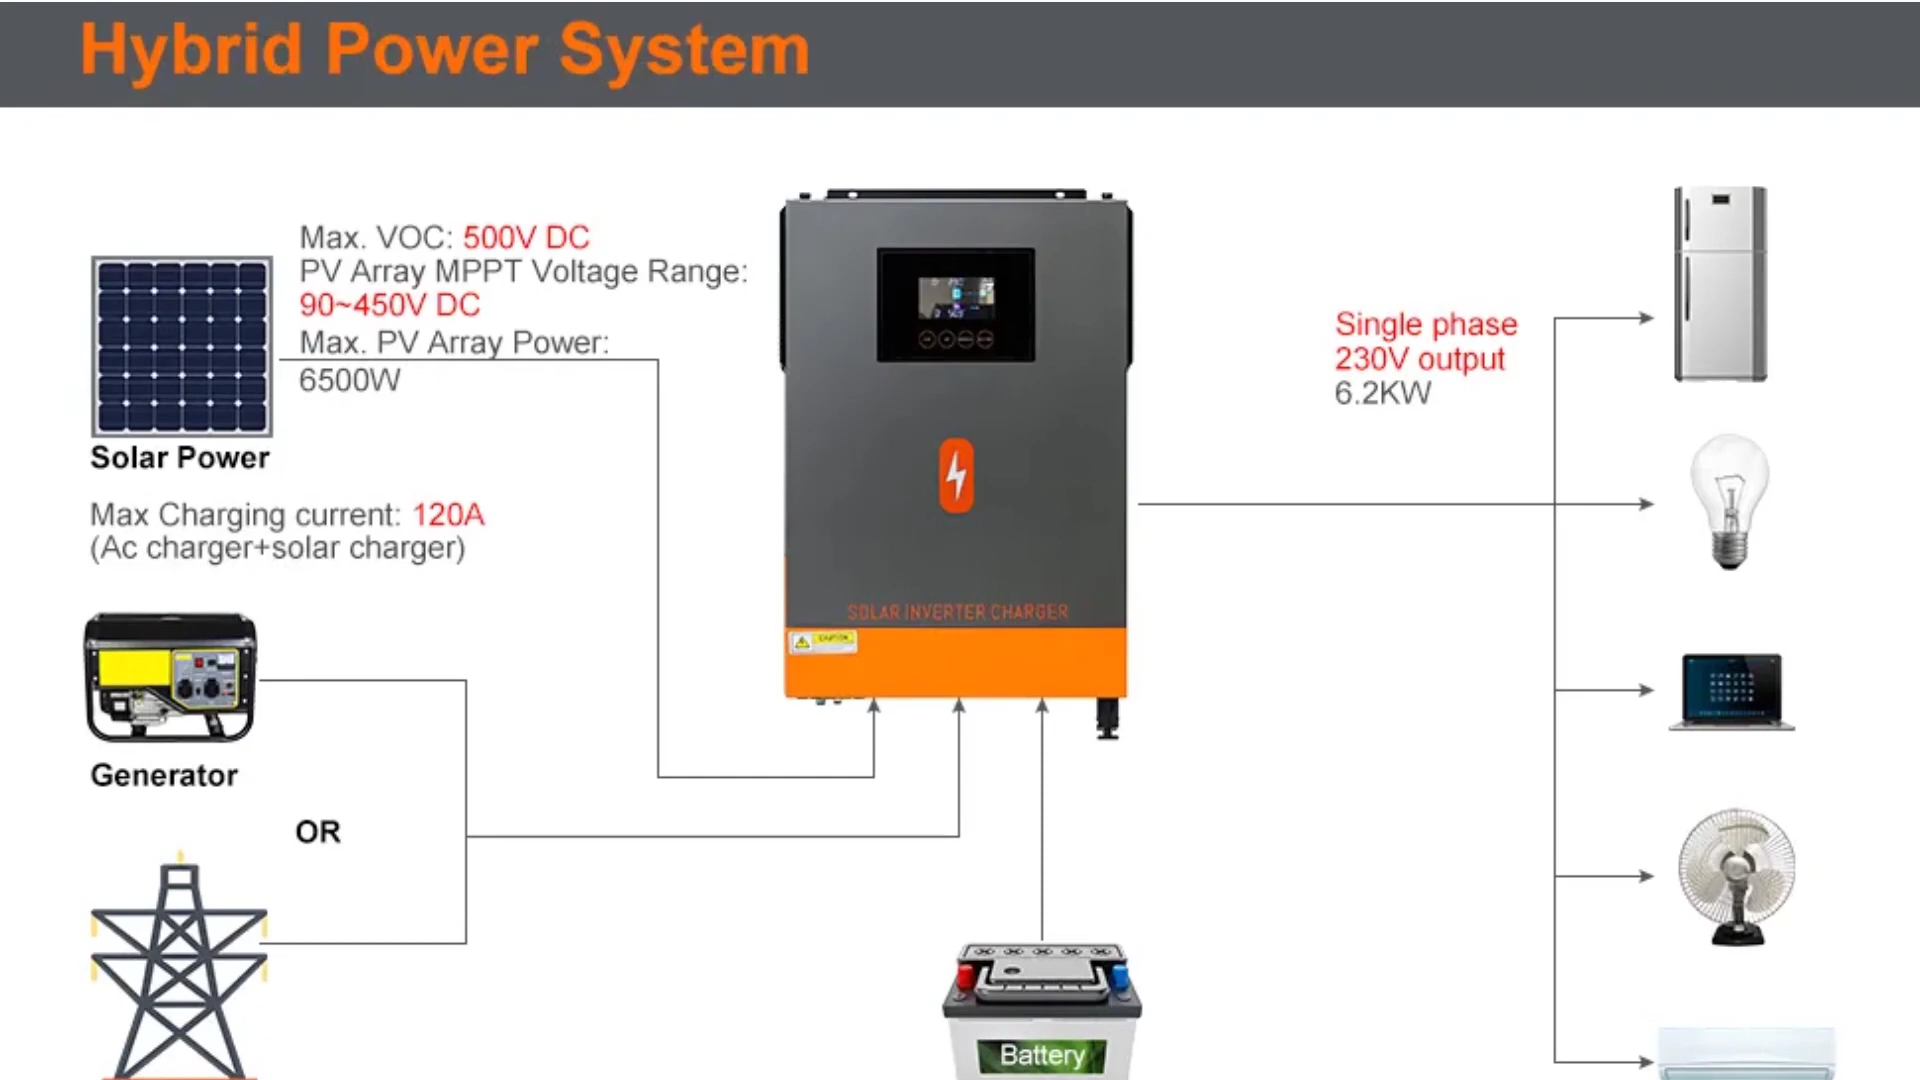 Hybrid Power System
Max. VOC: 500V DC
PV Array MPPT Voltage Range:
90~450V DC
Max. PV Array Power:
6500W
Solar Power
Max Charging current: 120A
(Ac charger+solar charger)
Generator
OR
SOLAR INVERTER CHARGER
CAUTION
Single phase
230V output
6.2KW
Battery